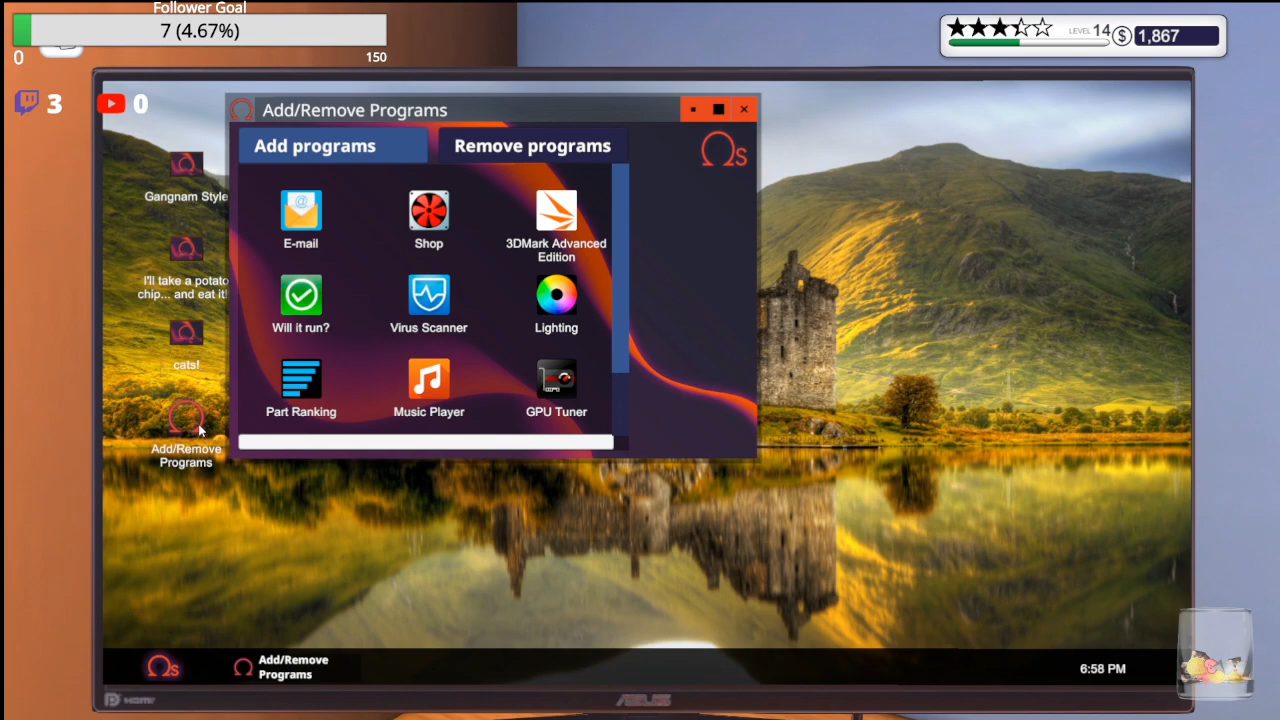 Follower Goal
7 (4.67%)
0
150
3
0
LEVEL 14
$ 1,867
Add/Remove Programs
Add programs
Remove programs
Ωs
Gangnam Style
I'll take a potato
chip... and eat it!
cats!
Add/Remove
Programs
E-mail
Shop
3DMark Advanced
Edition
Will it run?
Virus Scanner
Lighting
Part Ranking
Music Player
GPU Tuner
Ωs
Add/Remove
Programs
6:58 PM
HDMI
ASUS